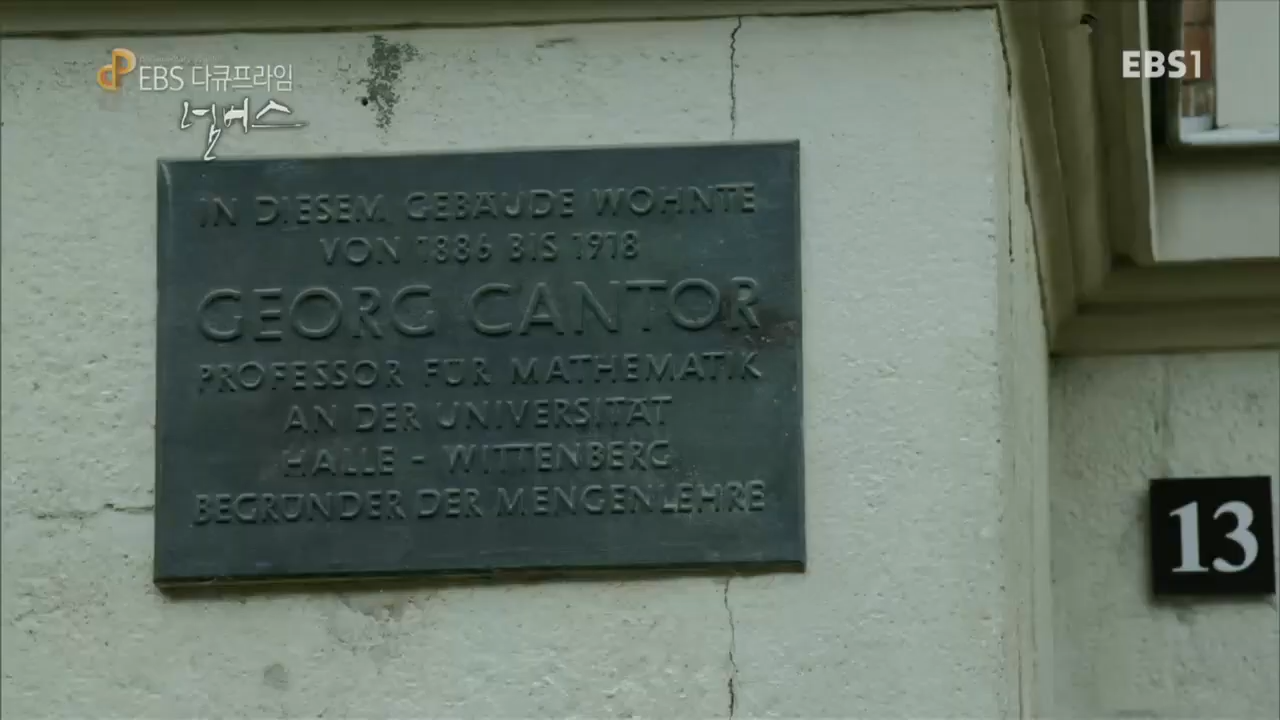 EBS 다큐프라임
넘버스
EBS1
IN DIESEM GEBÄUDE WOHNTE
VON 1886 BIS 1918
GEORG CANTOR
PROFESSOR FÜR MATHEMATIK
AN DER UNIVERSITÄT
HALLE - WITTENBERG
BEGRÜNDER DER MENGENLEHRE
13